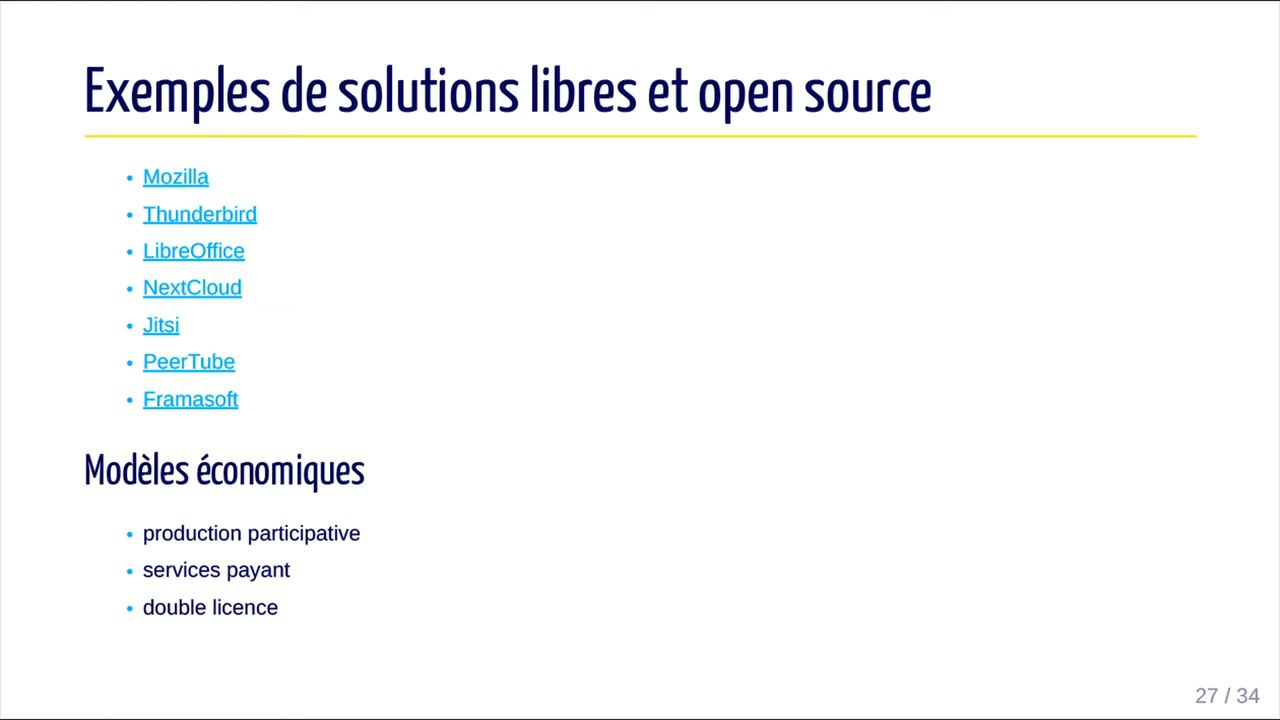 Exemples de solutions libres et open source
• Mozilla
• Thunderbird
• LibreOffice
• NextCloud
• Jitsi
• PeerTube
• Framasoft
Modèles économiques
• production participative
• services payant
• double licence
27 / 34